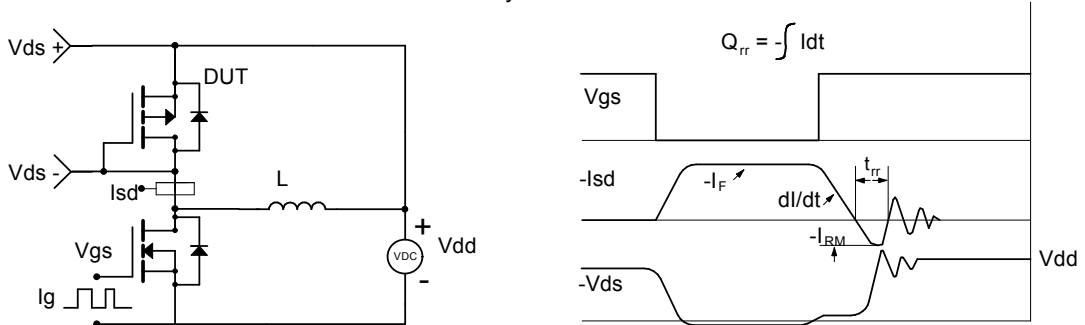 Vds +
DUT
Vds -
Isd
L
+
Vgs
VDC
Vdd
-
Ig
Qrr = -∫ Idt
Vgs
trr
-Isd
-IF
dI/dt
-IRM
Vdd
-Vds